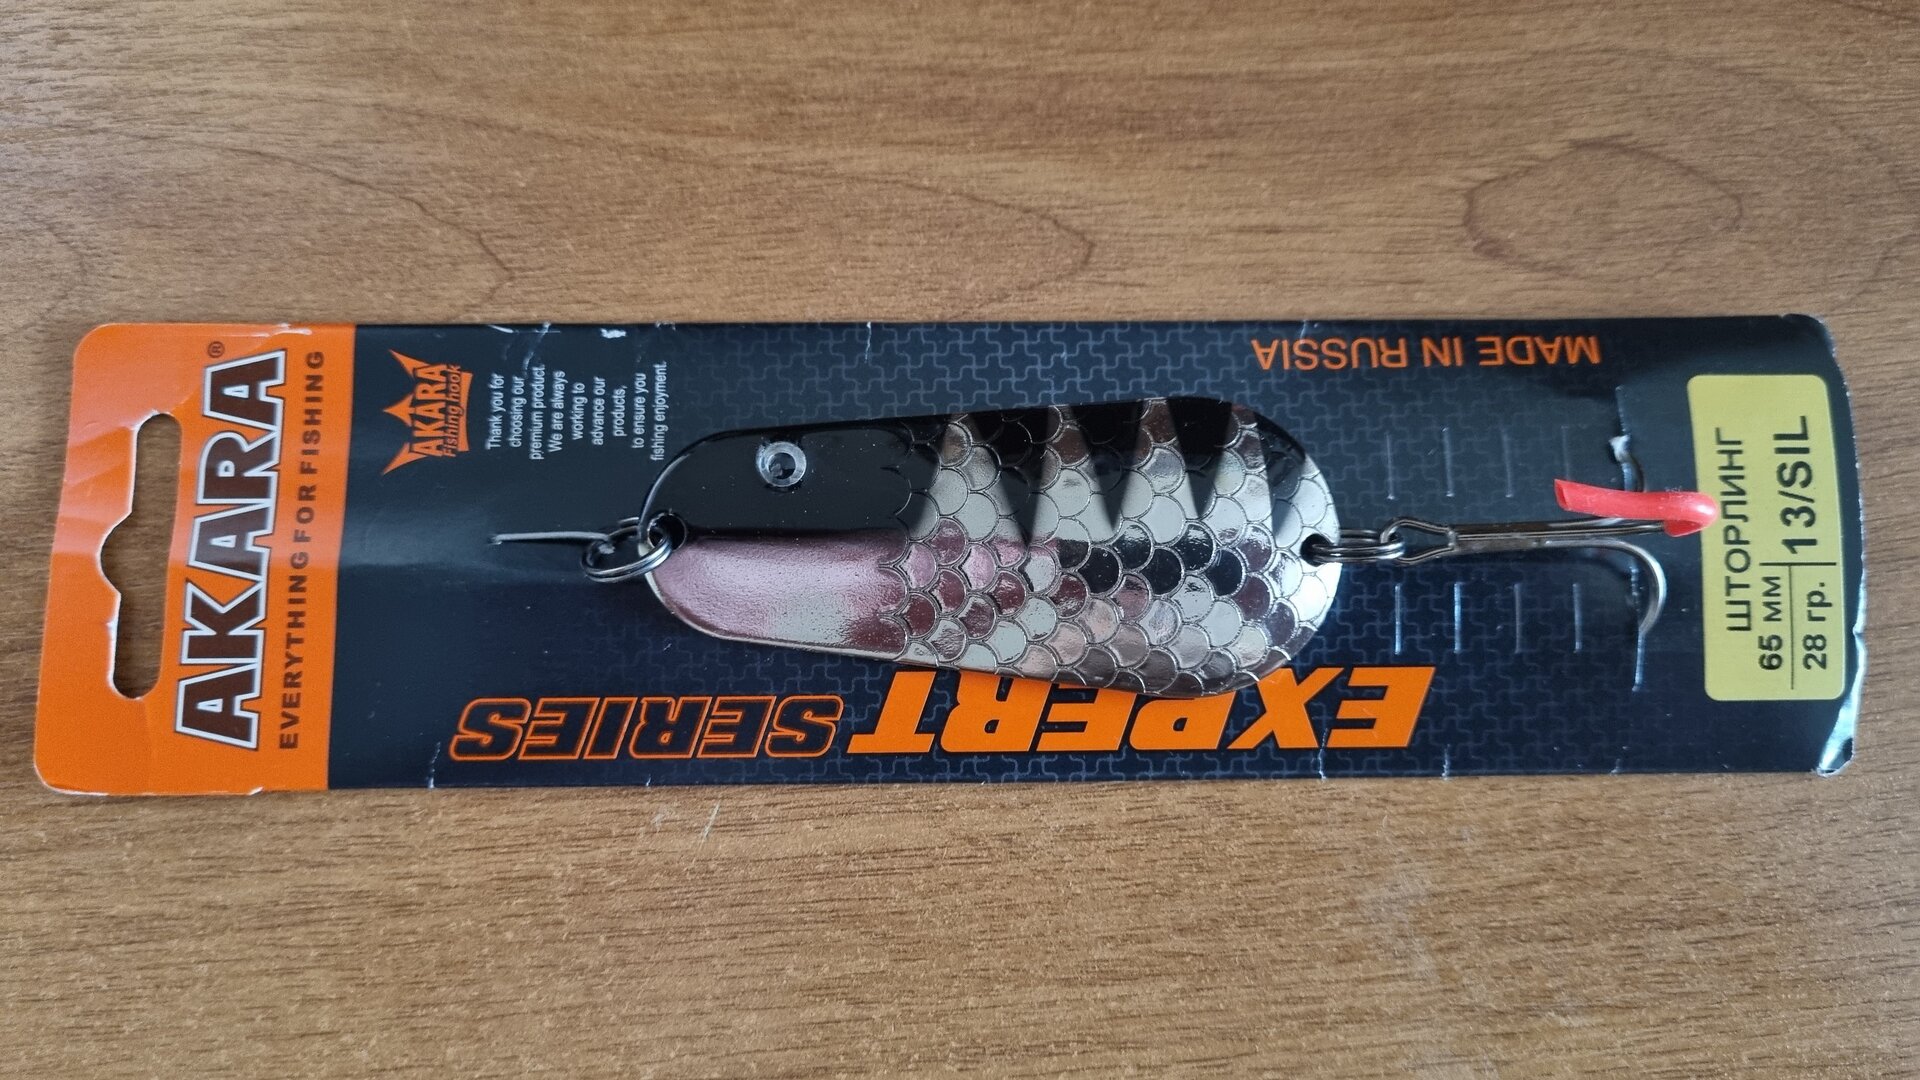 AKARA®
EVERYTHING FOR FISHING
AKARA
Fishing hook
Thank you for
choosing our
premium product.
We are always
working to
advance our
products,
to ensure you
fishing enjoyment.
EXPERT SERIES
MADE IN RUSSIA
ШТОРЛИНГ
65 мм
28 гр.
13/SIL